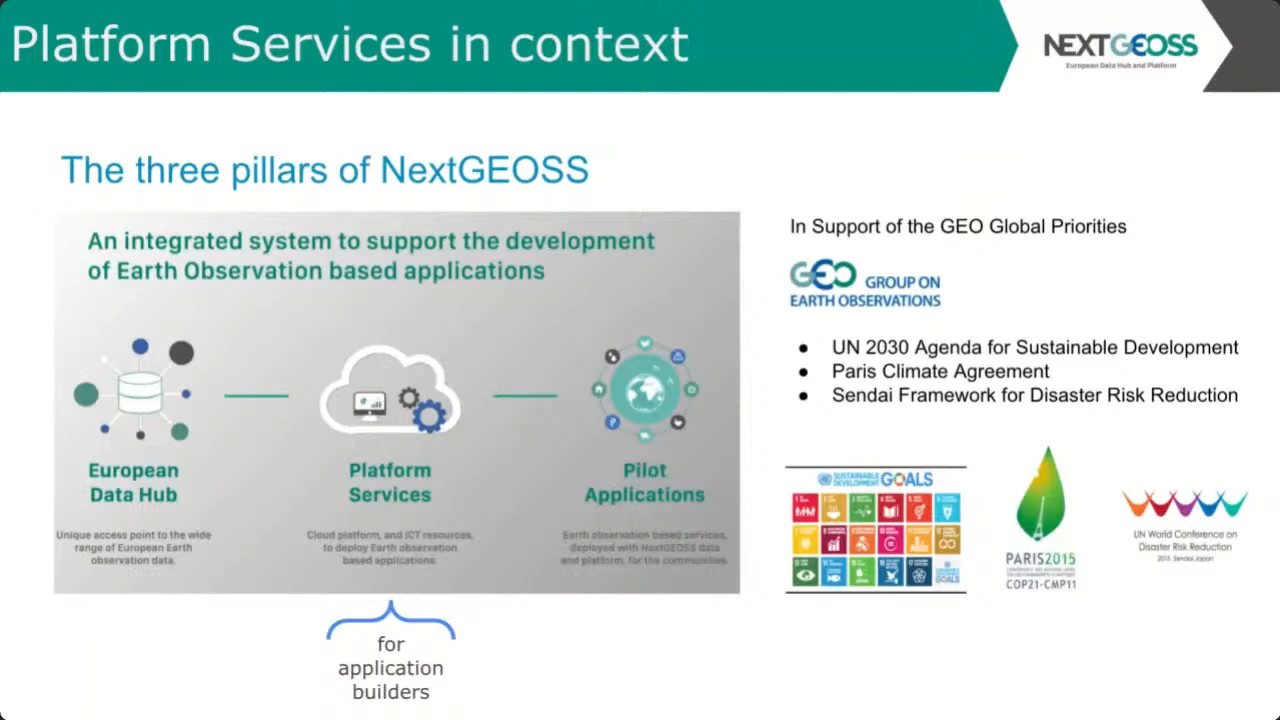 Platform Services in context
NEXTGEOSS
European Data Hub and Platform
The three pillars of NextGEOSS
An integrated system to support the development
of Earth Observation based applications
European
Data Hub
Unique access point to the wide
range of European Earth
observation data.
Platform
Services
Cloud platform, and ICT resources,
to deploy Earth observation
based applications.
Pilot
Applications
Earth observation based services,
deployed with NextGEOSS data
and platform, for the communities.
for
application
builders
In Support of the GEO Global Priorities
GEO GROUP ON
EARTH OBSERVATIONS
● UN 2030 Agenda for Sustainable Development
● Paris Climate Agreement
● Sendai Framework for Disaster Risk Reduction
SUSTAINABLE
DEVELOPMENT GOALS
PARIS2015
COP21-CMP11
UN World Conference on
Disaster Risk Reduction
2015 Sendai Japan